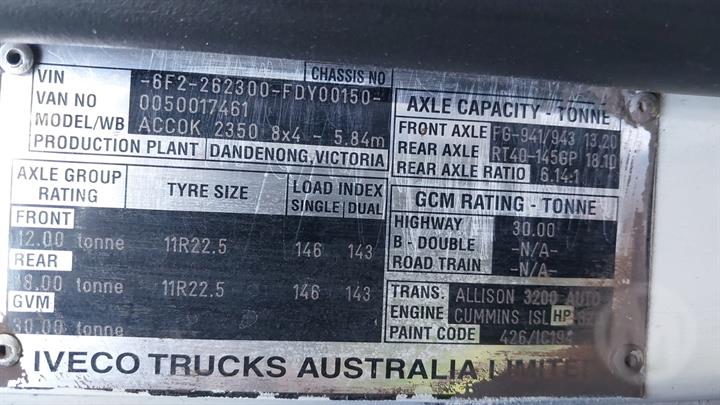 CHASSIS NO
VIN -6F2-262300-FDY00150-
VAN NO 0050017461
MODEL/WB ACCOK 2350 8x4 - 5.84m
PRODUCTION PLANT DANDENONG, VICTORIA
AXLE GROUP RATING TYRE SIZE LOAD INDEX SINGLE DUAL
FRONT
12.00 tonne 11R22.5 146 143
REAR
18.00 tonne 11R22.5 146 143
GVM
30.00 tonne
AXLE CAPACITY - TONNE
FRONT AXLE FG-941/943 13.20
REAR AXLE RT40-145GP 18.10
REAR AXLE RATIO 6.14:1
GCM RATING - TONNE
HIGHWAY 30.00
B - DOUBLE -N/A-
ROAD TRAIN -N/A-
TRANS. ALLISON 3200 AUTO
ENGINE CUMMINS ISL HP
PAINT CODE
IVECO TRUCKS AUSTRALIA LIMITED